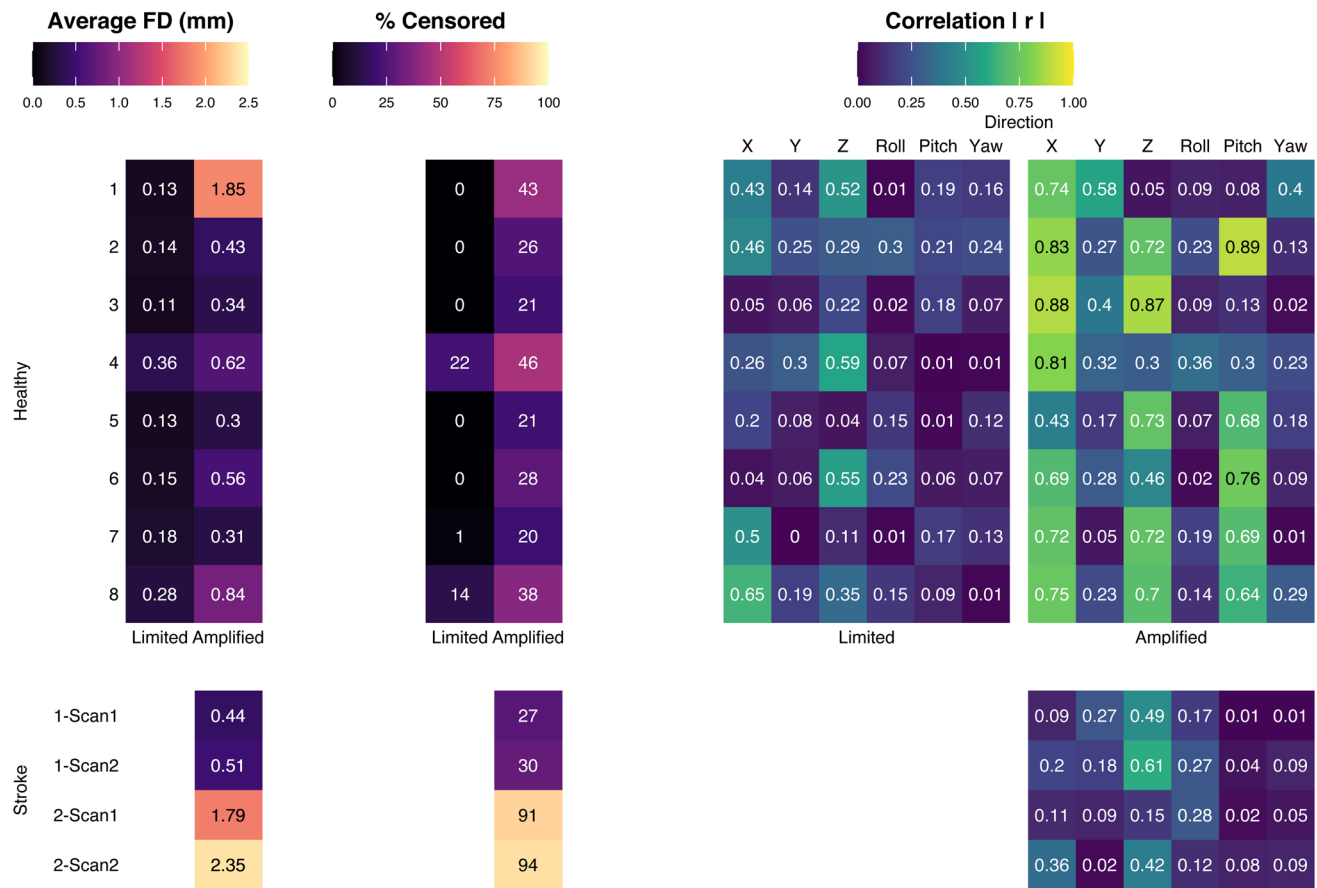 Average FD (mm) % Censored Correlation | r |
0.0 0.5 1.0 1.5 2.0 2.5 0 25 50 75 100 0.00 0.25 0.50 0.75 1.00
Direction
X Y Z Roll Pitch Yaw X Y Z Roll Pitch Yaw
Healthy
1 0.13 1.85 0 43 0.43 0.14 0.52 0.01 0.19 0.16 0.74 0.58 0.05 0.09 0.08 0.4
2 0.14 0.43 0 26 0.46 0.25 0.29 0.3 0.21 0.24 0.83 0.27 0.72 0.23 0.89 0.13
3 0.11 0.34 0 21 0.05 0.06 0.22 0.02 0.18 0.07 0.88 0.4 0.87 0.09 0.13 0.02
4 0.36 0.62 22 46 0.26 0.3 0.59 0.07 0.01 0.01 0.81 0.32 0.3 0.36 0.3 0.23
5 0.13 0.3 0 21 0.2 0.08 0.04 0.15 0.01 0.12 0.43 0.17 0.73 0.07 0.68 0.18
6 0.15 0.56 0 28 0.04 0.06 0.55 0.23 0.06 0.07 0.69 0.28 0.46 0.02 0.76 0.09
7 0.18 0.31 1 20 0.5 0 0.11 0.01 0.17 0.13 0.72 0.05 0.72 0.19 0.69 0.01
8 0.28 0.84 14 38 0.65 0.19 0.35 0.15 0.09 0.01 0.75 0.23 0.7 0.14 0.64 0.29
Limited Amplified Limited Amplified Limited Amplified
Stroke
1-Scan1 0.44 27 0.09 0.27 0.49 0.17 0.01 0.01
1-Scan2 0.51 30 0.2 0.18 0.61 0.27 0.04 0.09
2-Scan1 1.79 91 0.11 0.09 0.15 0.28 0.02 0.05
2-Scan2 2.35 94 0.36 0.02 0.42 0.12 0.08 0.09